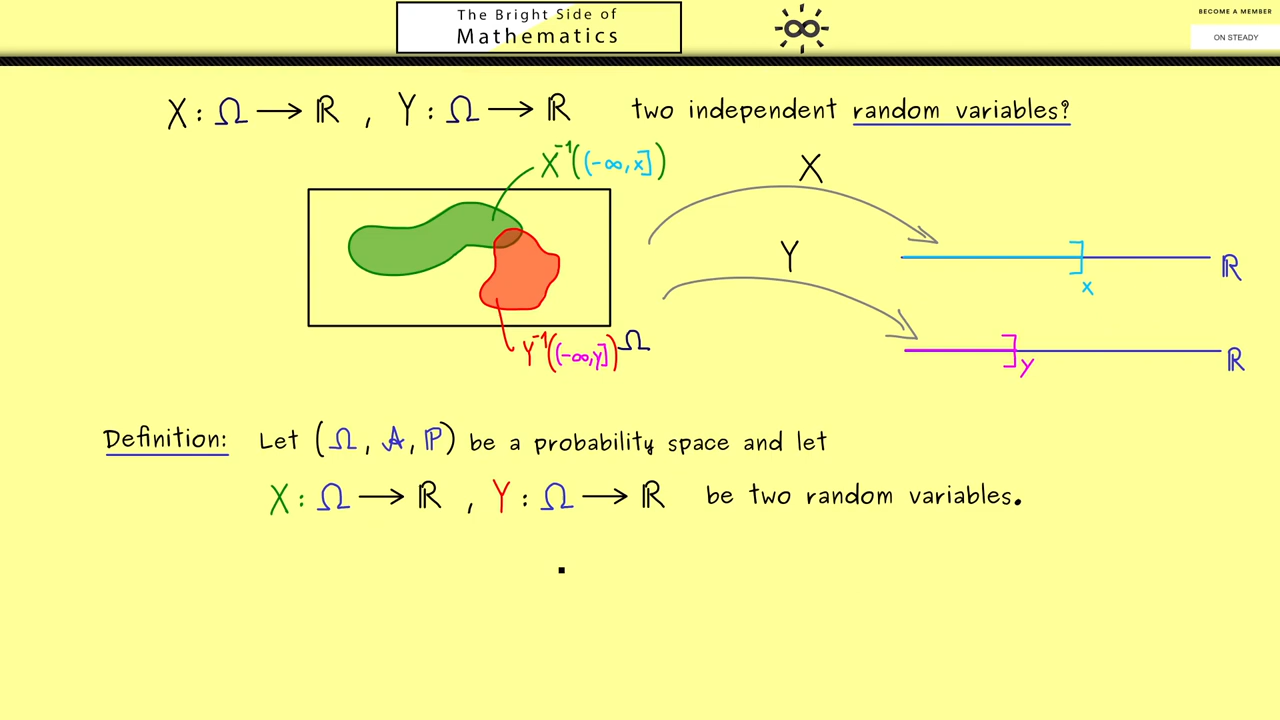 The Bright Side of
Mathematics
BECOME A MEMBER
ON STEADY
X : Ω → ℝ , Y : Ω → ℝ two independent random variables?
X⁻¹((-∞,x])
X
ℝ
x
Y
ℝ
y
Y⁻¹((-∞,y])
Ω
Definition: Let (Ω, 𝒜, ℙ) be a probability space and let
X : Ω → ℝ , Y : Ω → ℝ be two random variables.